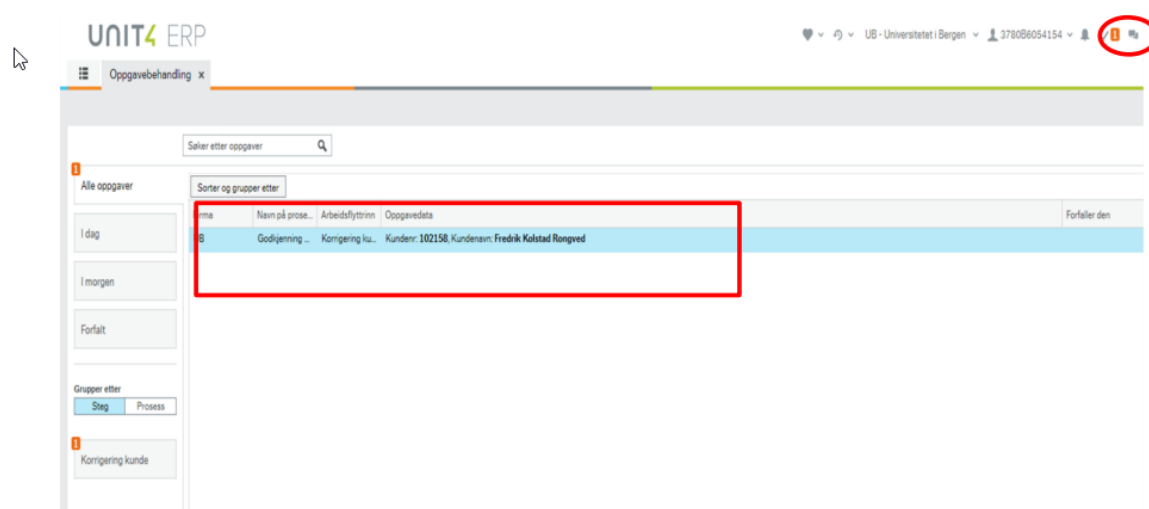 UNIT4 ERP
UB - Universitetet i Bergen 3780B6054154 1
Oppgavebehandling x
Søker etter oppgaver
1
Alle oppgaver
Sorter og grupper etter
Navn på prose... Arbeidsflyttrinn Oppgavedata Forfaller den
I dag
Godkjenning ... Korrigering ku... Kundenr: 102158, Kundenavn: Fredrik Kolstad Rongved
I morgen
Forfalt
Grupper etter
Steg Prosess
1
Korrigering kunde